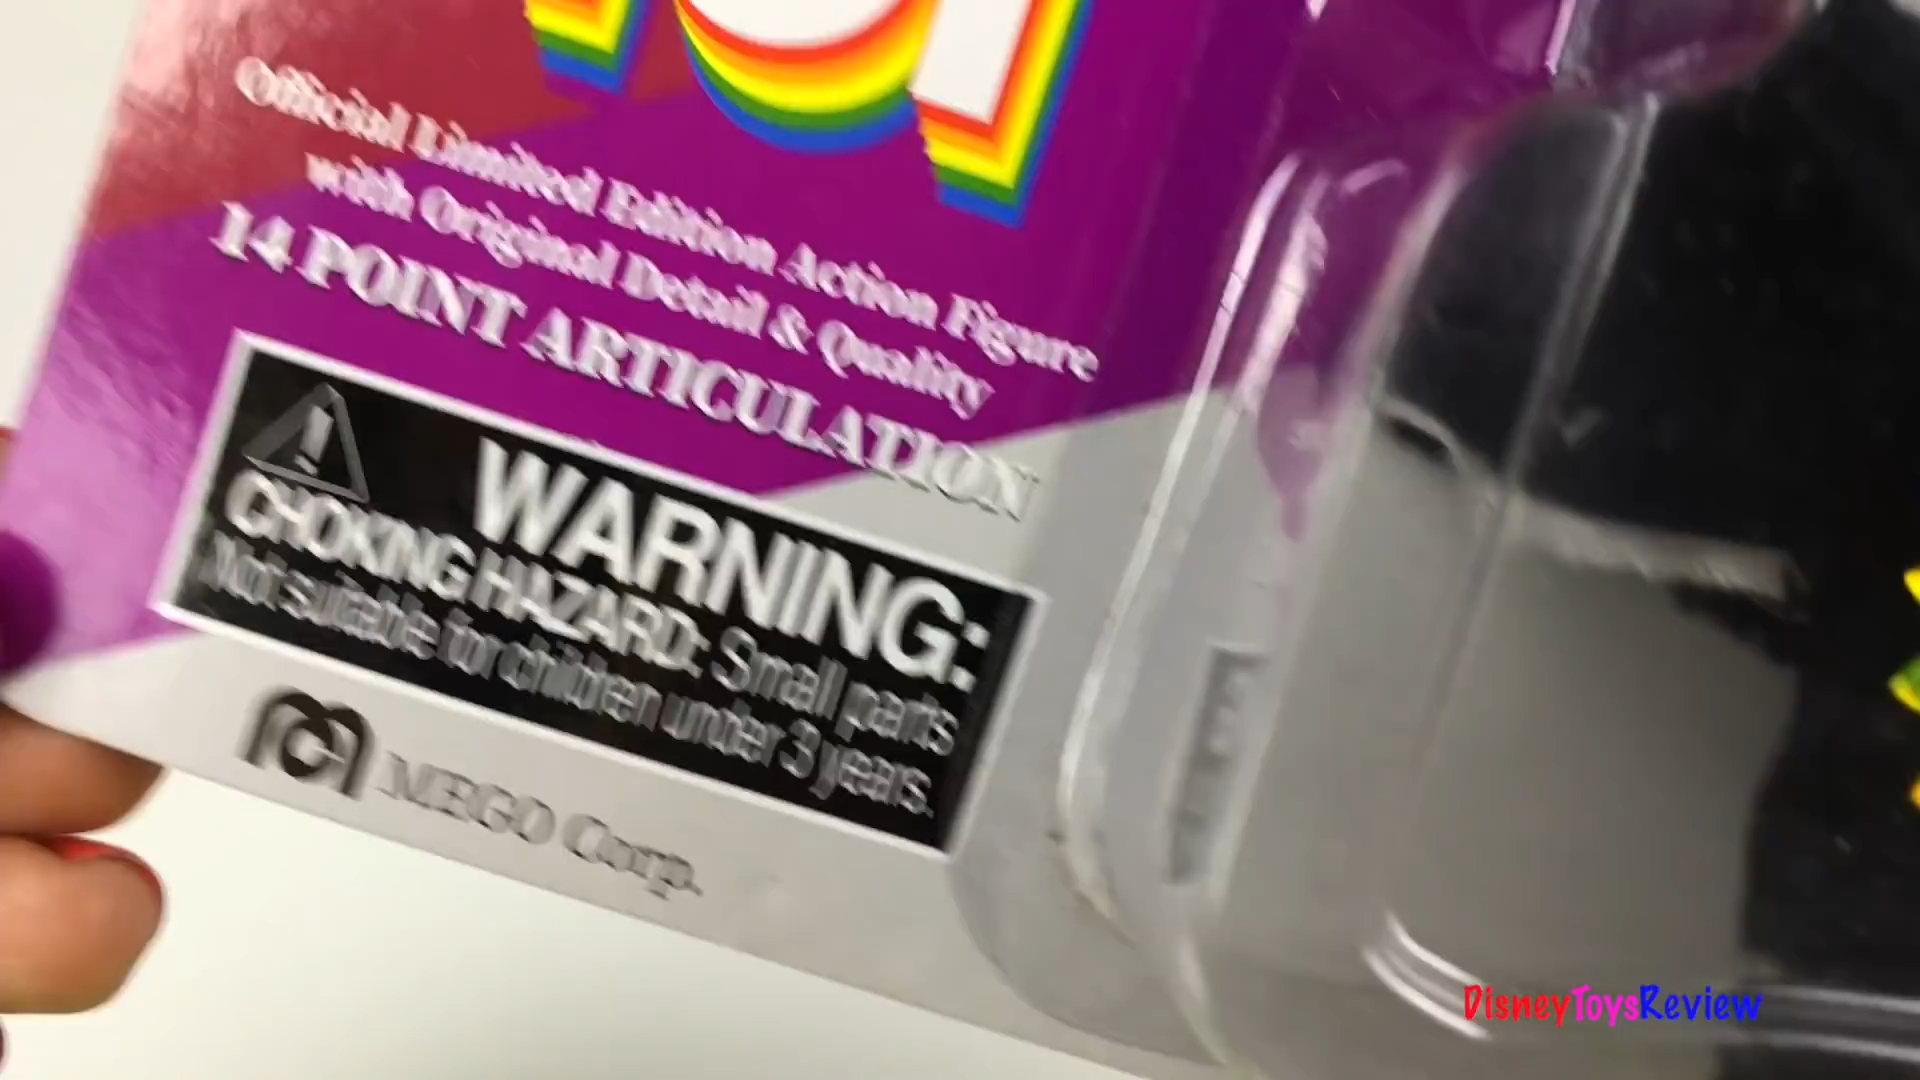 Official Limited Edition Action Figure
with Original Detail & Quality
14 POINT ARTICULATION
WARNING:
CHOKING HAZARD: Small parts
Not suitable for children under 3 years.
MEGO Corp.
DisneyToysReview